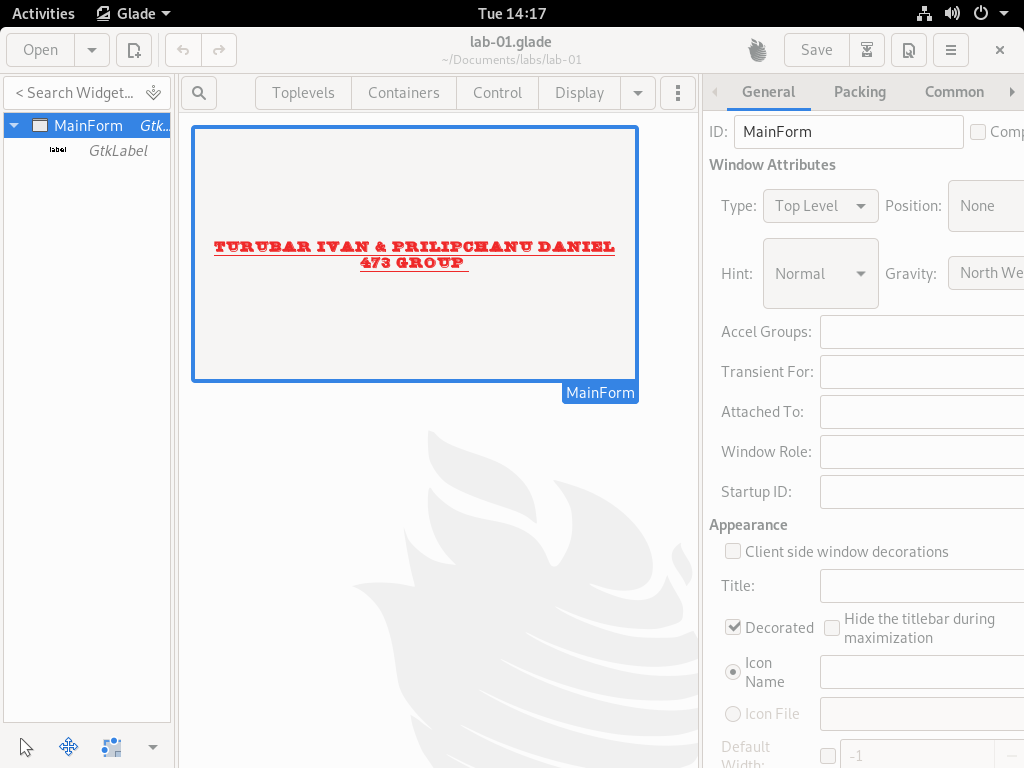 Activities Glade Tue 14:17
Open lab-01.glade Save
~/Documents/labs/lab-01
< Search Widget... Toplevels Containers Control Display General Packing Common
MainForm Gtk...
label GtkLabel
TURUBAR IVAN & PRILIPCHANU DANIEL
473 GROUP
MainForm
ID: MainForm Comp
Window Attributes
Type: Top Level Position: None
Hint: Normal Gravity: North We
Accel Groups:
Transient For:
Attached To:
Window Role:
Startup ID:
Appearance
Client side window decorations
Title:
Decorated Hide the titlebar during
maximization
Icon
Name
Icon File
Default
Width: -1